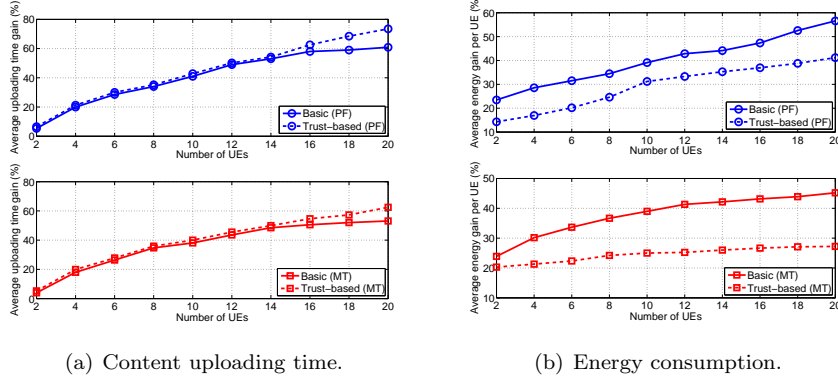 Average uploading time gain (%)
80
60
40
20
0
2 4 6 8 10 12 14 16 18 20
Number of UEs
Basic (PF)
Trust−based (PF)
Average uploading time gain (%)
80
60
40
20
0
2 4 6 8 10 12 14 16 18 20
Number of UEs
Basic (MT)
Trust−based (MT)
(a) Content uploading time.
Average energy gain per UE (%)
60
50
40
30
20
10
2 4 6 8 10 12 14 16 18 20
Number of UEs
Basic (PF)
Trust−based (PF)
Average energy gain per UE (%)
50
40
30
20
10
2 4 6 8 10 12 14 16 18 20
Number of UEs
Basic (MT)
Trust−based (MT)
(b) Energy consumption.